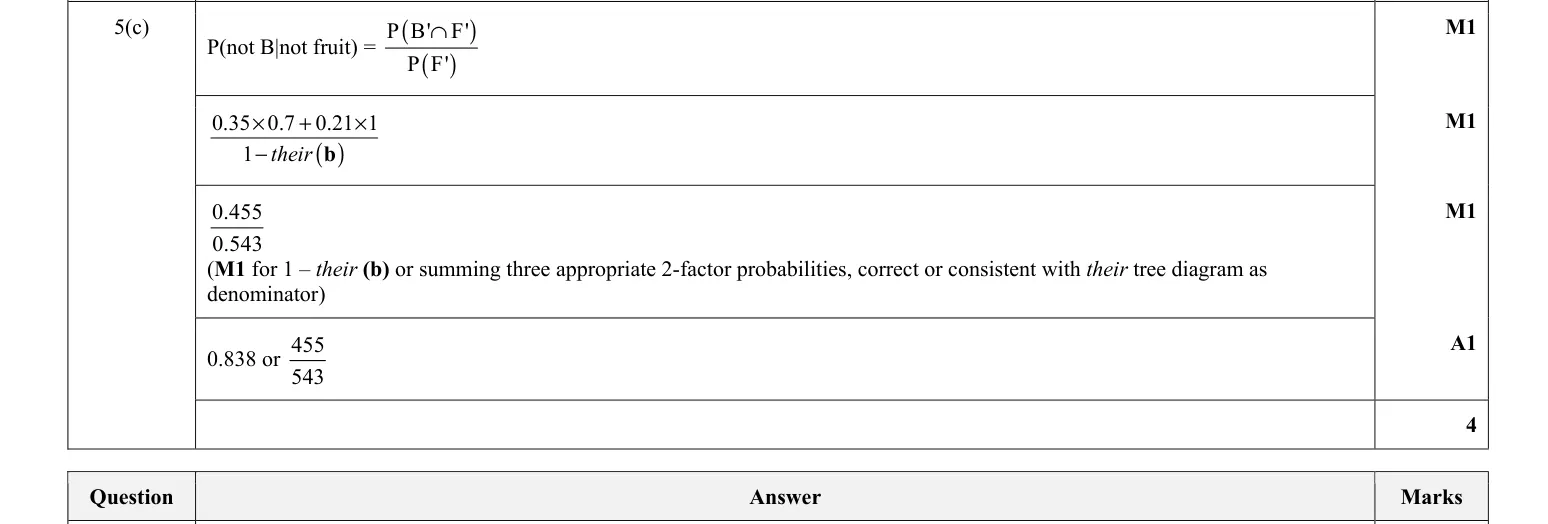 5(c)
P(not B|not fruit) = P(B'∩F') / P(F')
M1
0.35×0.7+0.21×1 / 1−their(b)
M1
0.455 / 0.543
M1
(M1 for 1 – their (b) or summing three appropriate 2-factor probabilities, correct or consistent with their tree diagram as
denominator)
0.838 or 455 / 543
A1
4
Question Answer Marks